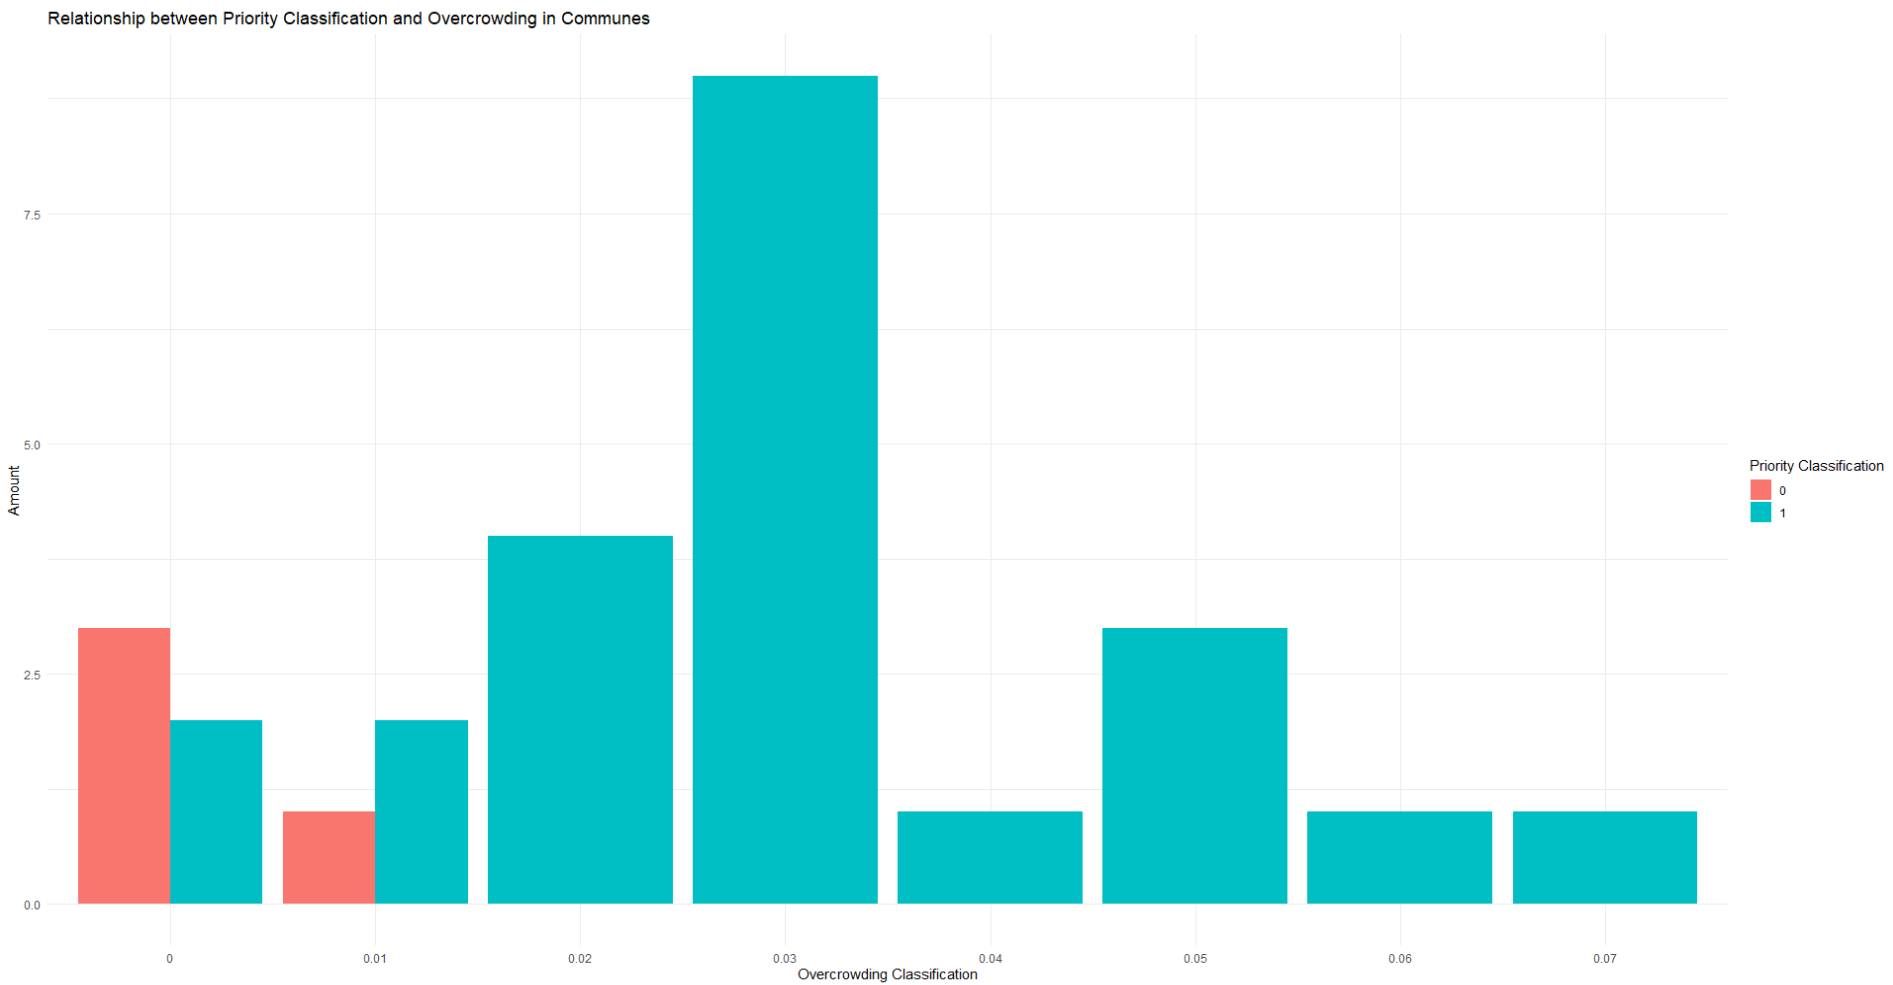 Relationship between Priority Classification and Overcrowding in Communes
7.5
5.0
2.5
0.0
Amount
0 0.01 0.02 0.03 0.04 0.05 0.06 0.07
Overcrowding Classification
Priority Classification
0
1